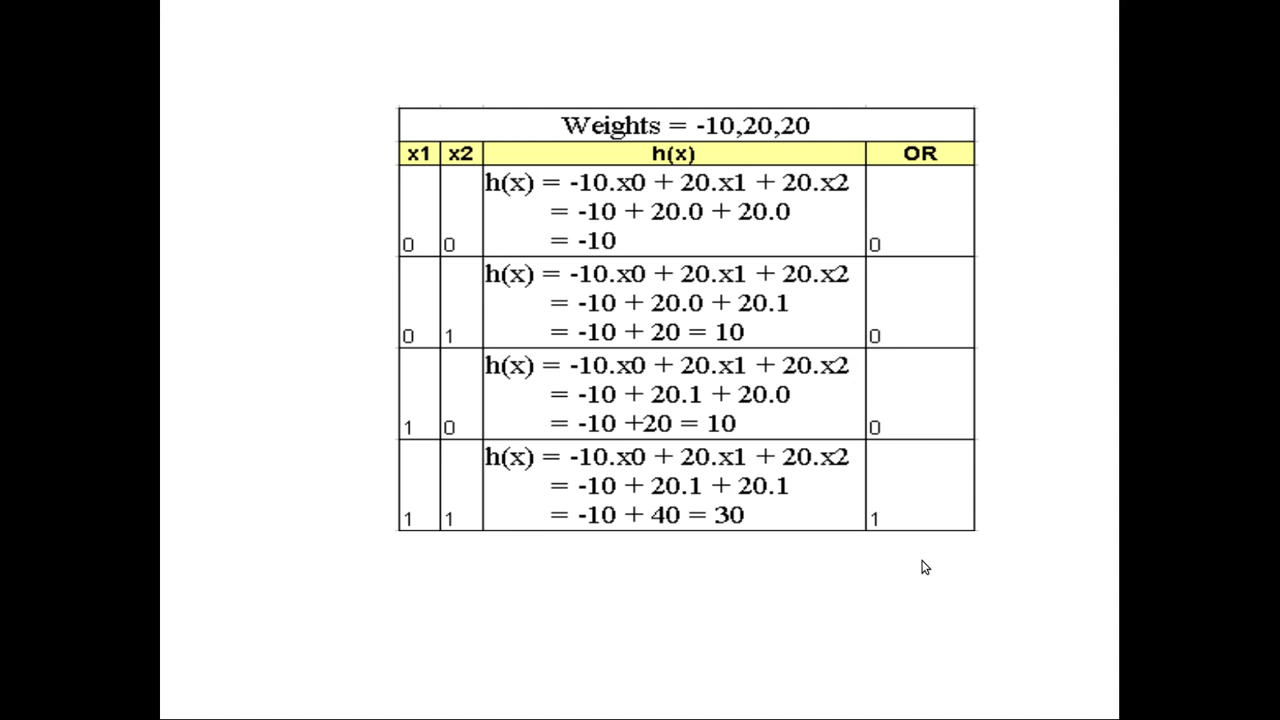 Weights = -10,20,20
x1 x2 h(x) OR
h(x) = -10.x0 + 20.x1 + 20.x2
= -10 + 20.0 + 20.0
0 0 = -10 0
h(x) = -10.x0 + 20.x1 + 20.x2
= -10 + 20.0 + 20.1
0 1 = -10 + 20 = 10 0
h(x) = -10.x0 + 20.x1 + 20.x2
= -10 + 20.1 + 20.0
1 0 = -10 +20 = 10 0
h(x) = -10.x0 + 20.x1 + 20.x2
= -10 + 20.1 + 20.1
1 1 = -10 + 40 = 30 1